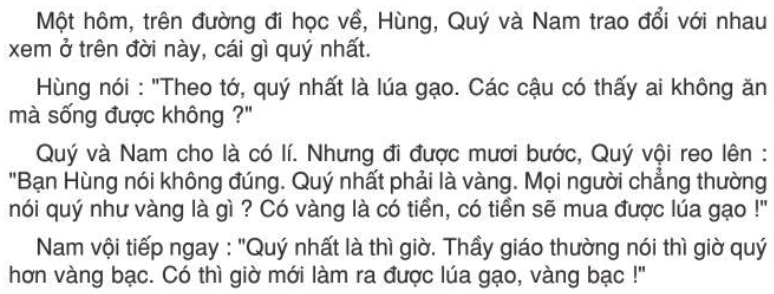 Một hôm, trên đường đi học về, Hùng, Quý và Nam trao đổi với nhau
xem ở trên đời này, cái gì quý nhất.
Hùng nói : "Theo tớ, quý nhất là lúa gạo. Các cậu có thấy ai không ăn
mà sống được không ?"
Quý và Nam cho là có lí. Nhưng đi được mươi bước, Quý vội reo lên :
"Bạn Hùng nói không đúng. Quý nhất phải là vàng. Mọi người chẳng thường
nói quý như vàng là gì ? Có vàng là có tiền, có tiền sẽ mua được lúa gạo !"
Nam vội tiếp ngay : "Quý nhất là thì giờ. Thầy giáo thường nói thì giờ quý
hơn vàng bạc. Có thì giờ mới làm ra được lúa gạo, vàng bạc !"